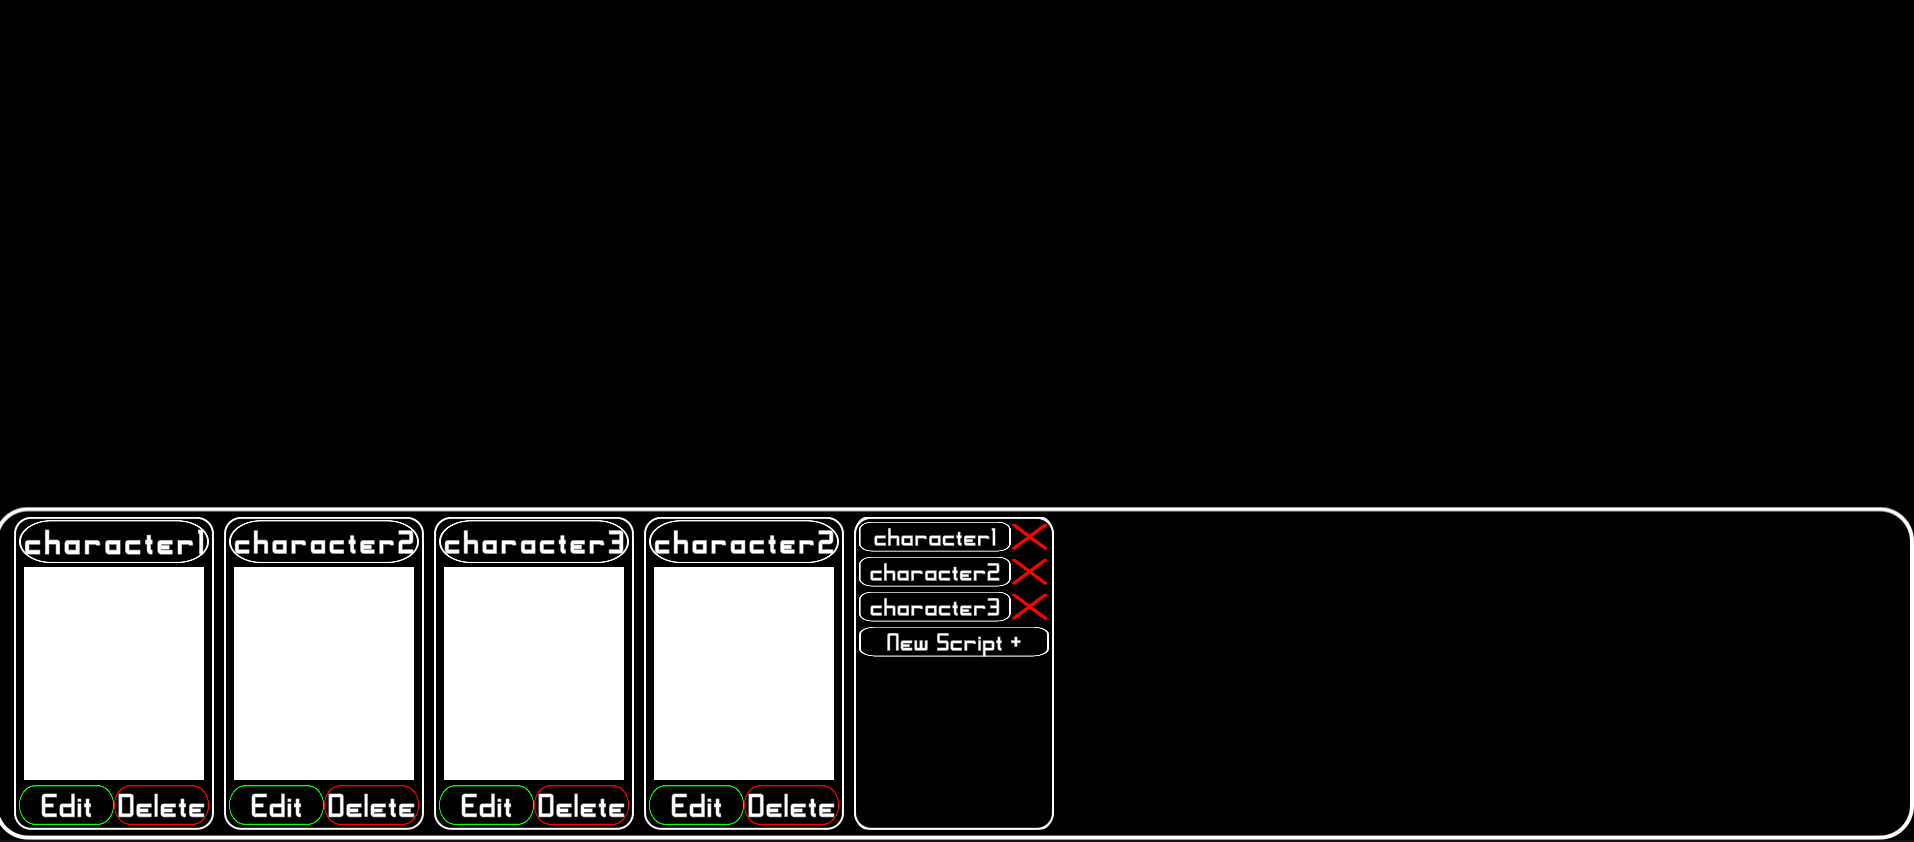 character1
Edit Delete
character2
Edit Delete
character3
Edit Delete
character2
Edit Delete
character1
character2
character3
New Script +